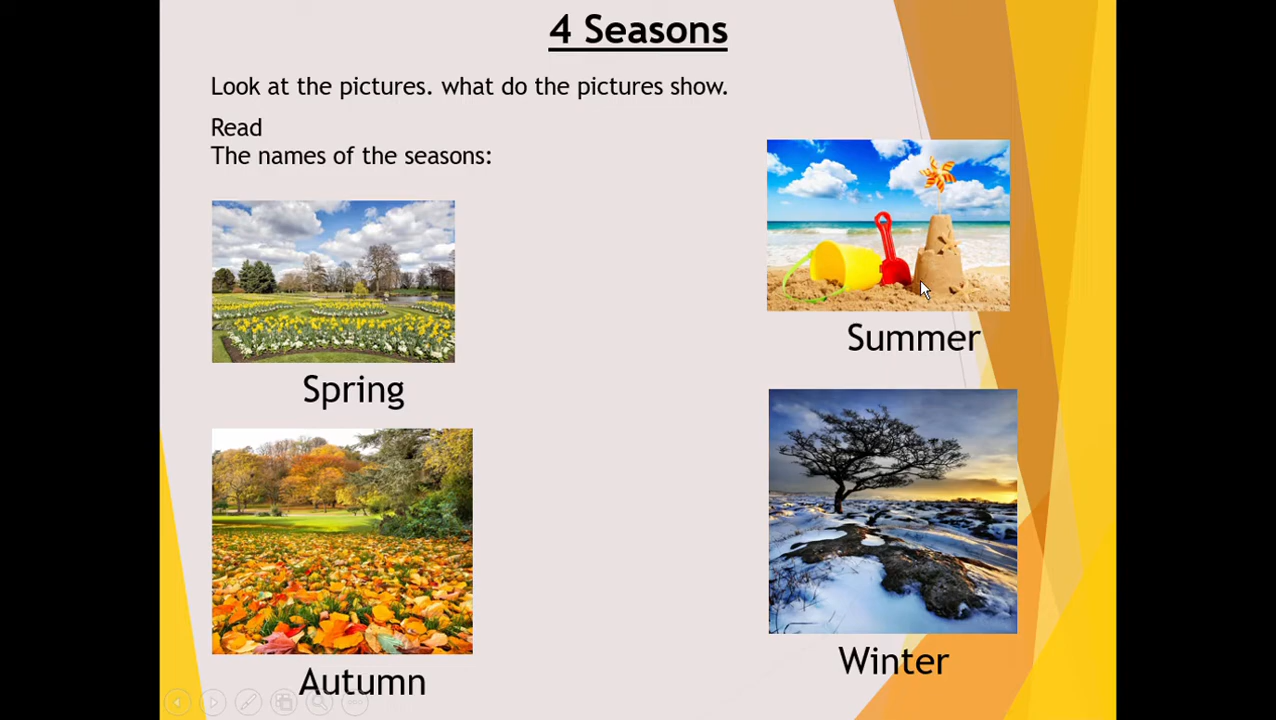 4 Seasons
Look at the pictures. what do the pictures show.
Read
The names of the seasons:
Summer
Spring
Winter
Autumn